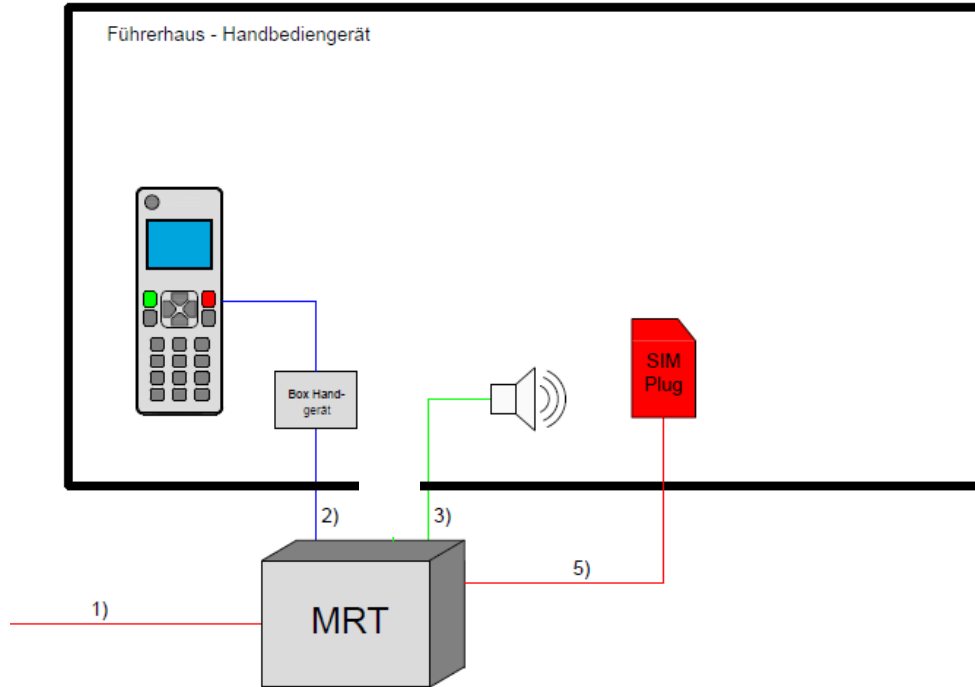 Führerhaus - Handbediengerät
Box Hand-
gerät
SIM
Plug
2)
3)
5)
1)
MRT